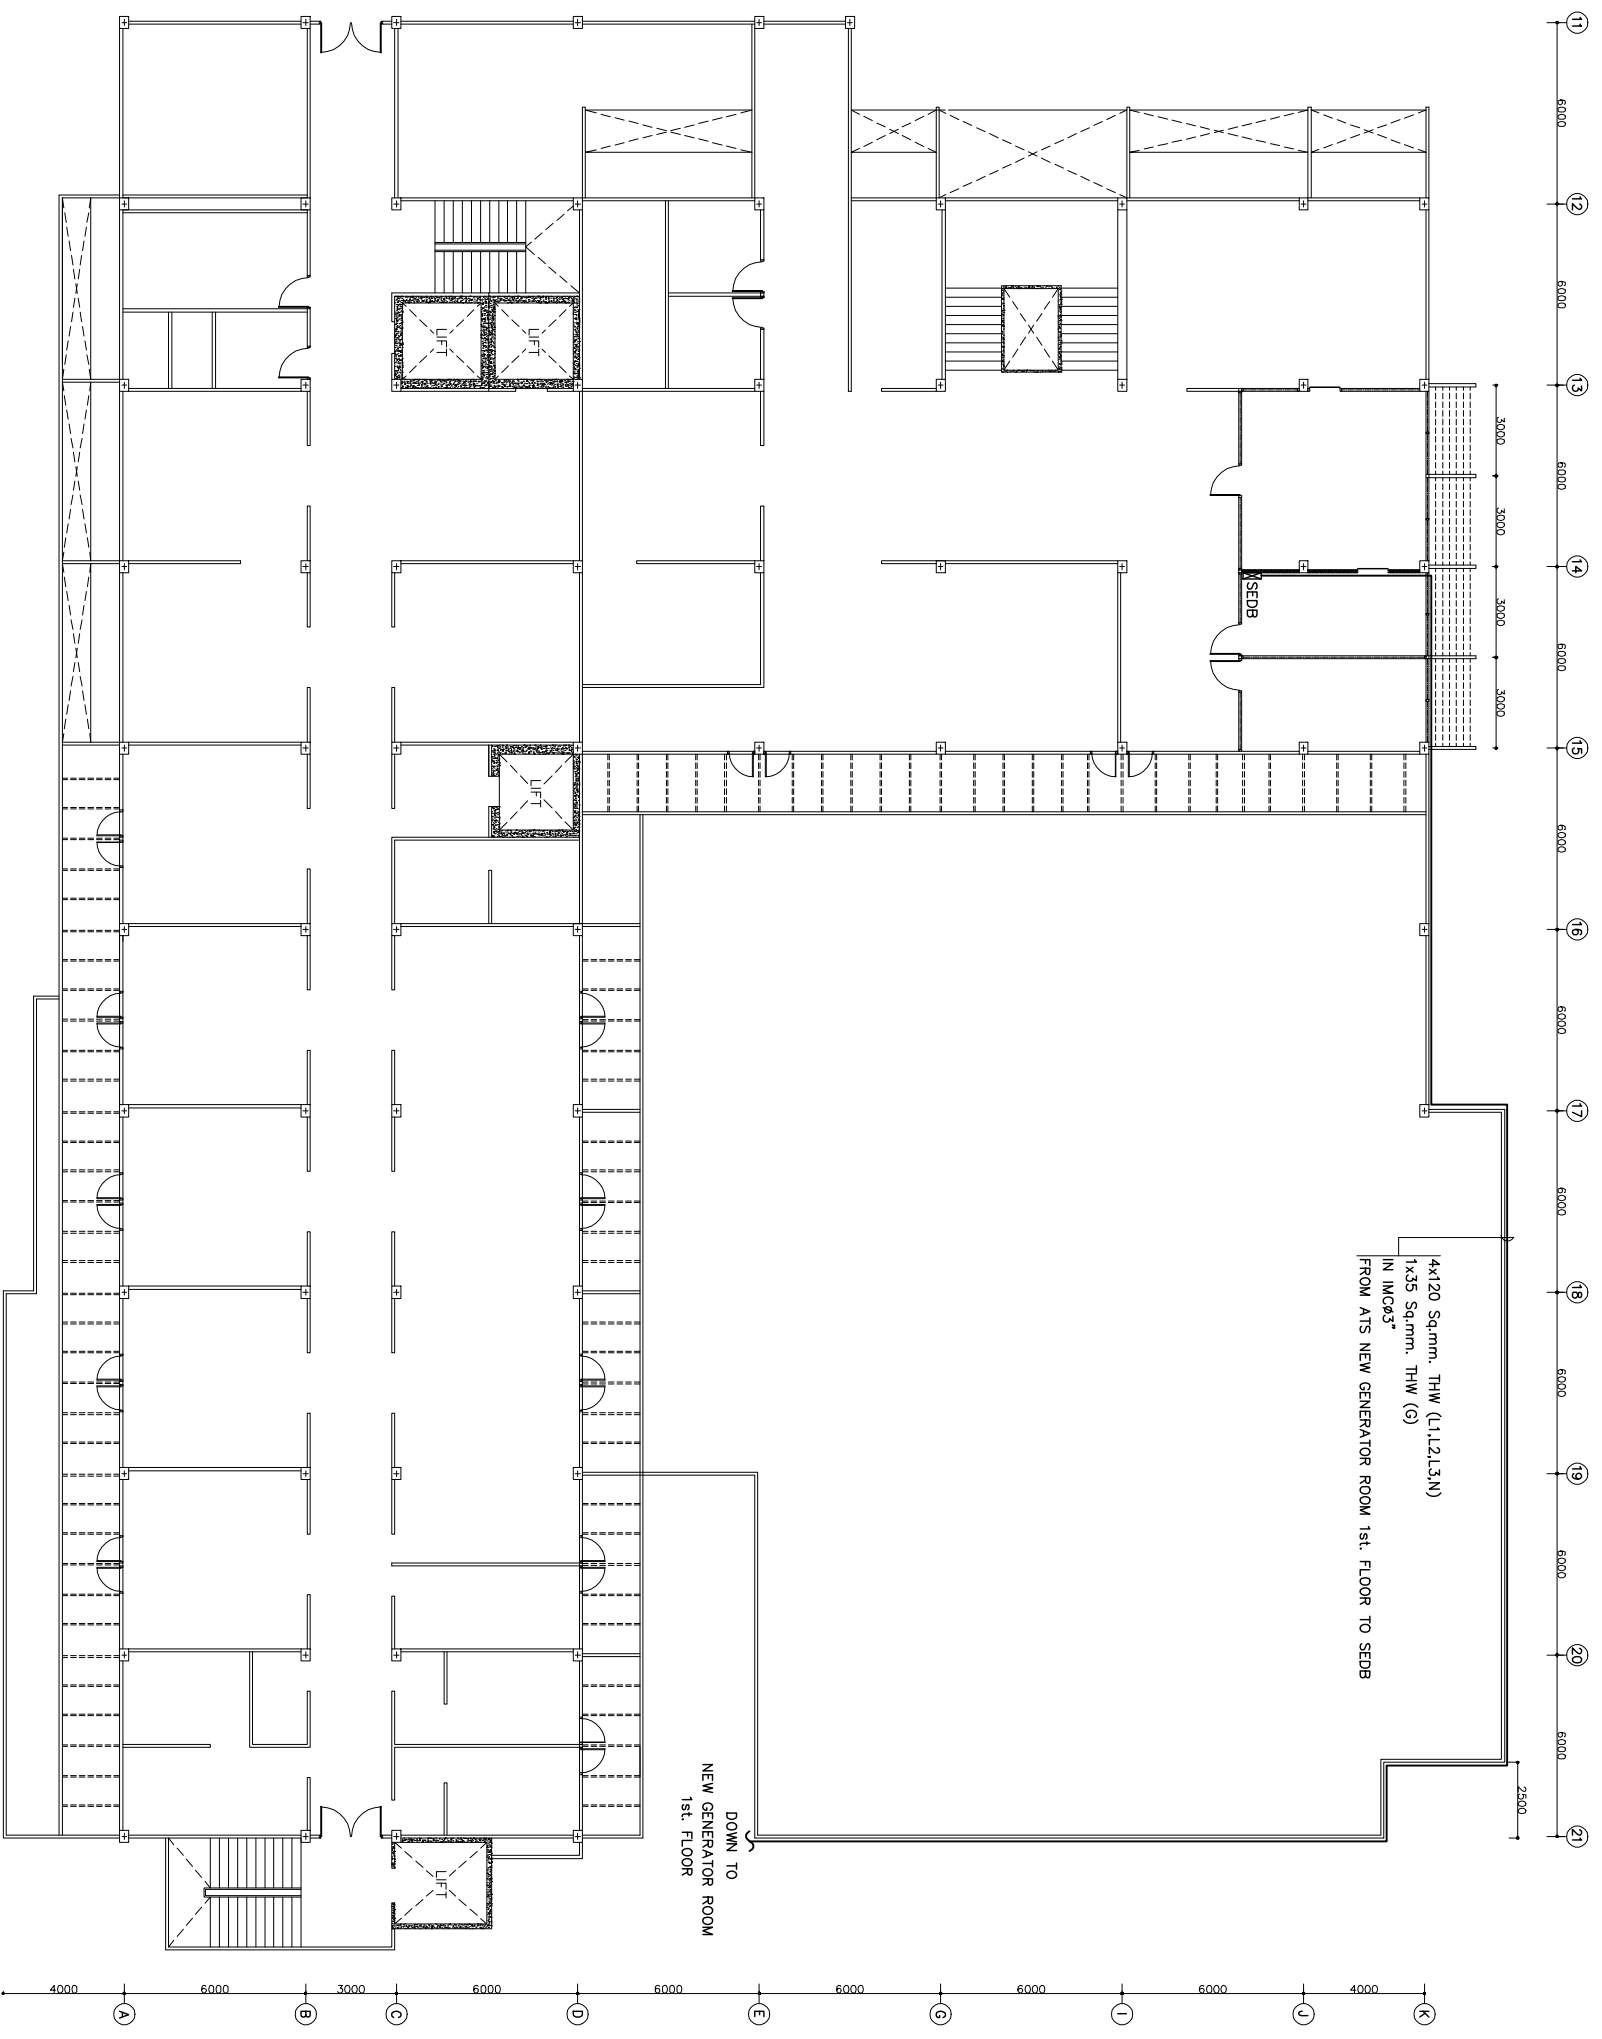 11
12
13
14
15
16
17
18
19
20
21
6000
6000
6000
6000
6000
6000
6000
6000
6000
6000
3000
3000
3000
3000
2500
4x120 Sq.mm. THW (L1,L2,L3,N)
1x35 Sq.mm. THW (G)
IN IMCø3"
FROM ATS NEW GENERATOR ROOM 1st. FLOOR TO SEDB
SEDB
LIFT
LIFT
LIFT
LIFT
DOWN TO
NEW GENERATOR ROOM
1st. FLOOR
4000
6000
3000
6000
6000
6000
6000
6000
4000
A
B
C
D
E
G
I
J
K